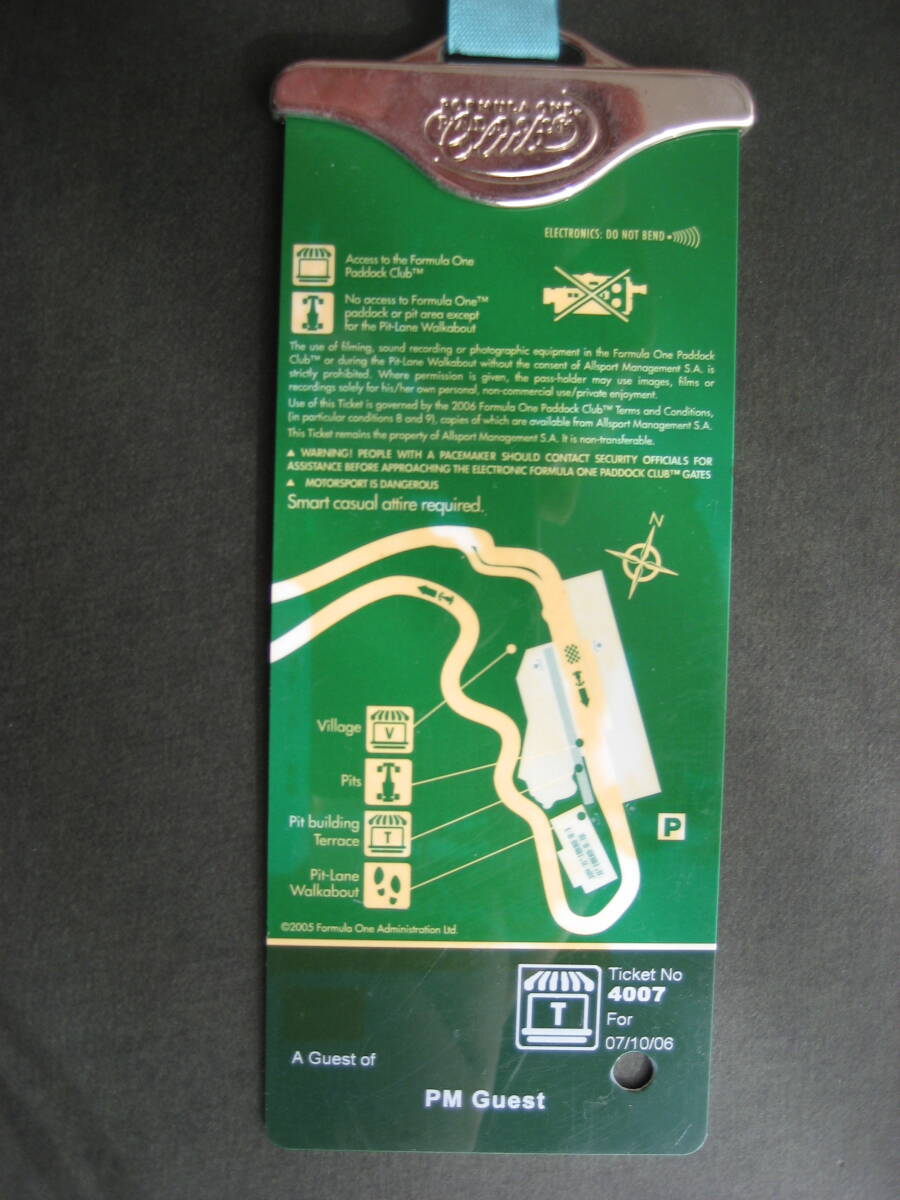 FORMULA ONE
PADDOCK
Club
ELECTRONICS: DO NOT BEND
Access to the Formula One
Paddock Club™
No access to Formula One™
paddock or pit area except
for the Pit-Lane Walkabout
The use of filming, sound recording or photographic equipment in the Formula One Paddock
Club™ or during the Pit-Lane Walkabout without the consent of Allsport Management S.A. is
strictly prohibited. Where permission is given, the pass-holder may use images, films or
recordings solely for his/her own personal, non-commercial use/private enjoyment.
Use of this Ticket is governed by the 2006 Formula One Paddock Club™ Terms and Conditions,
(in particular conditions 8 and 9), copies of which are available from Allsport Management S.A.
This Ticket remains the property of Allsport Management S.A. It is non-transferable.
▲ WARNING! PEOPLE WITH A PACEMAKER SHOULD CONTACT SECURITY OFFICIALS FOR
ASSISTANCE BEFORE APPROACHING THE ELECTRONIC FORMULA ONE PADDOCK CLUB™ GATES
▲ MOTORSPORT IS DANGEROUS
Smart casual attire required.
N
Village
V
Pits
Pit building
Terrace
T
P
Pit-Lane
Walkabout
©2005 Formula One Administration Ltd.
T
Ticket No
4007
For
07/10/06
A Guest of
PM Guest